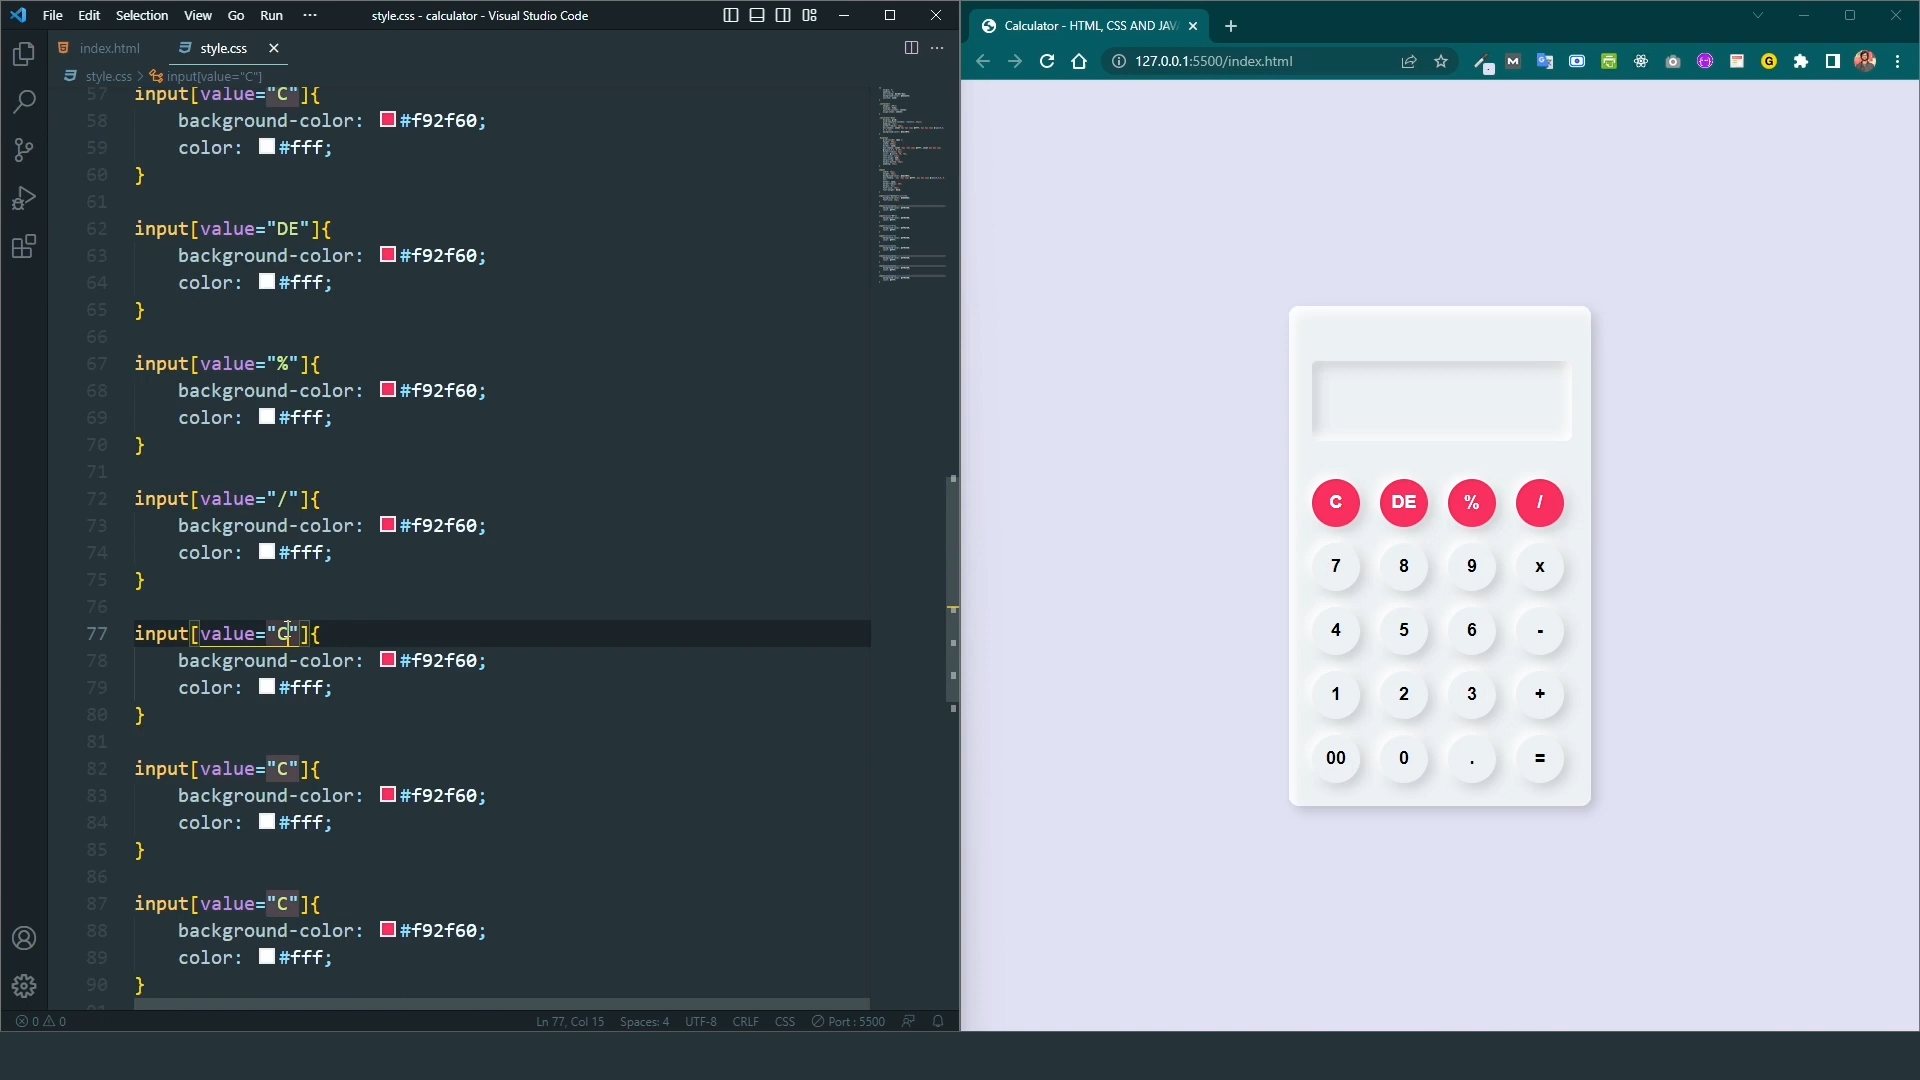 File Edit Selection View Go Run ··· style.css - calculator - Visual Studio Code
index.html style.css
style.css > input[value="C"]
57 input[value="C"]{
58 background-color: #f92f60;
59 color: #fff;
60 }
61
62 input[value="DE"]{
63 background-color: #f92f60;
64 color: #fff;
65 }
66
67 input[value="%"]{
68 background-color: #f92f60;
69 color: #fff;
70 }
71
72 input[value="/"]{
73 background-color: #f92f60;
74 color: #fff;
75 }
76
77 input[value="C"]{
78 background-color: #f92f60;
79 color: #fff;
80 }
81
82 input[value="C"]{
83 background-color: #f92f60;
84 color: #fff;
85 }
86
87 input[value="C"]{
88 background-color: #f92f60;
89 color: #fff;
90 }
0 0 Ln 77, Col 15 Spaces: 4 UTF-8 CRLF CSS Port : 5500
Calculator - HTML, CSS AND JAV
127.0.0.1:5500/index.html
C DE % /
7 8 9 x
4 5 6 -
1 2 3 +
00 0 . =